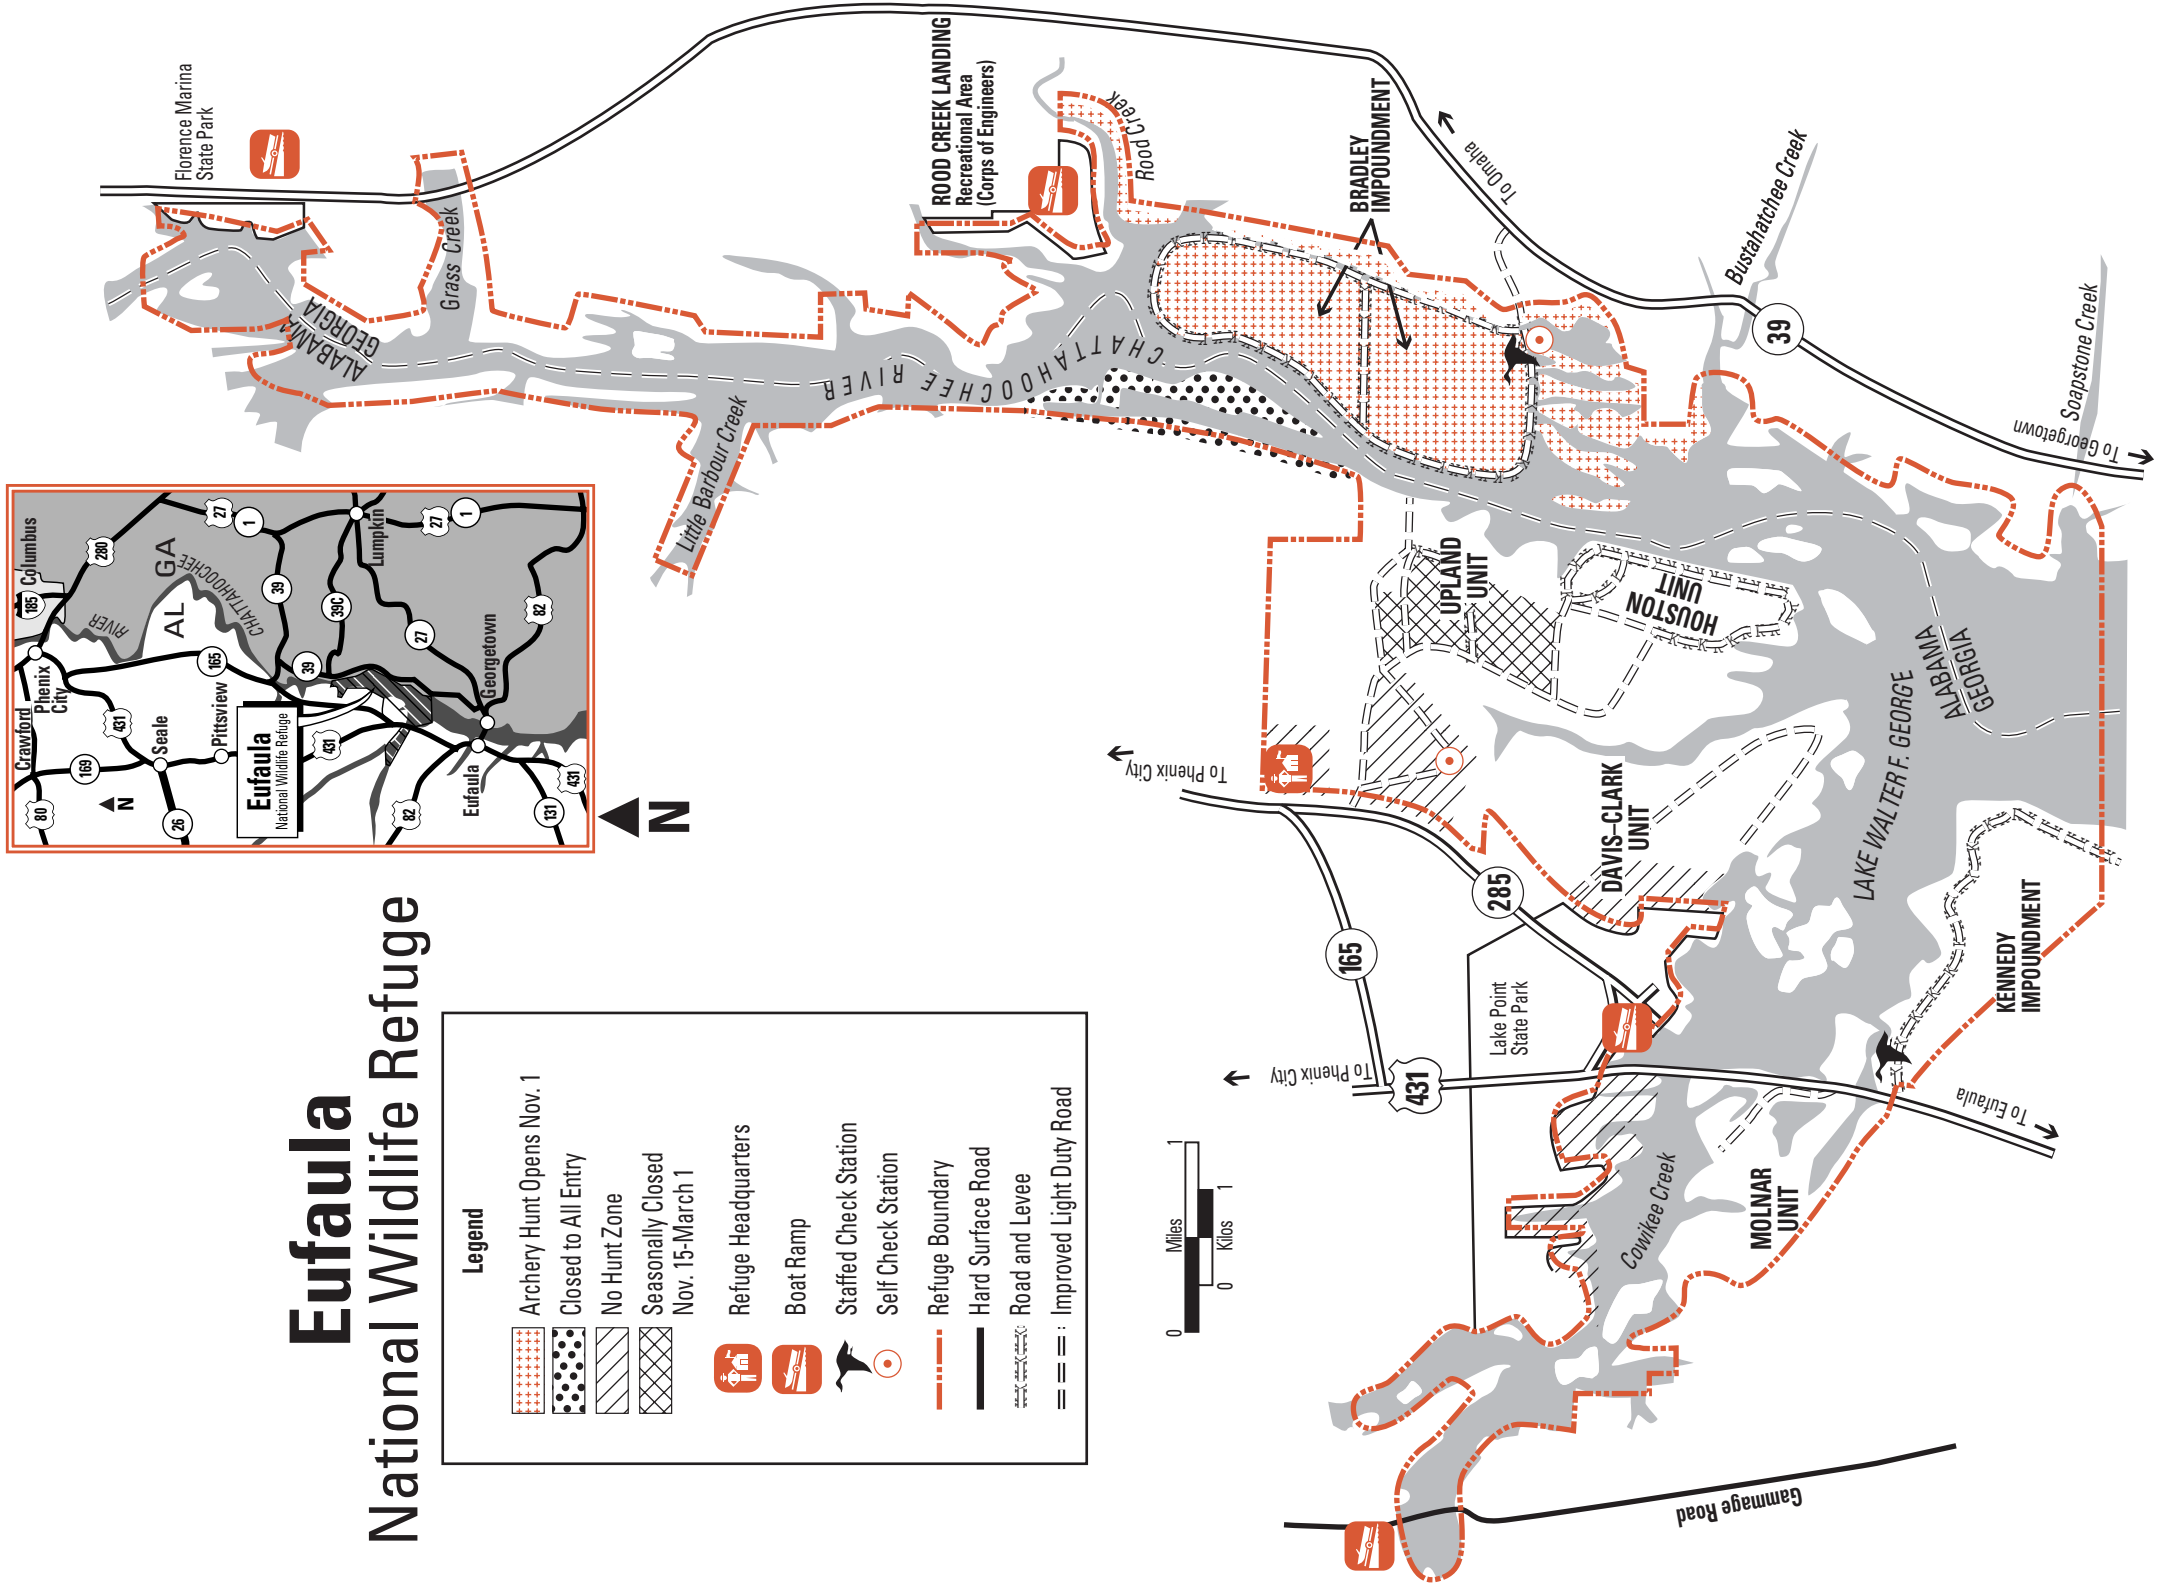 Eufaula
National Wildlife Refuge
Legend
Archery Hunt Opens Nov. 1
Closed to All Entry
No Hunt Zone
Seasonally Closed
Nov. 15-March 1
Refuge Headquarters
Boat Ramp
Staffed Check Station
Self Check Station
Refuge Boundary
Hard Surface Road
Road and Levee
Improved Light Duty Road
0 Miles 1
0 Kilos 1
N
Crawford
Phenix
City
Columbus
185
280
80
169
431
165
Seale
Pittsview
26
N
AL
GA
RIVER
CHATTAHOOCHEE
27
1
39
39C
39
Lumpkin
27
1
27
82
Georgetown
Eufaula
National Wildlife Refuge
431
82
Eufaula
131
431
Florence Marina
State Park
Grass Creek
ALABAMA
GEORGIA
Little Barbour Creek
CHATTAHOOCHEE RIVER
ROOD CREEK LANDING
Recreational Area
(Corps of Engineers)
Rood Creek
BRADLEY
IMPOUNDMENT
To Omaha
Bustahatchee Creek
39
Soapstone Creek
To Georgetown
UPLAND
UNIT
HOUSTON
UNIT
To Phenix City
DAVIS–CLARK
UNIT
285
165
LAKE WALTER F. GEORGE
ALABAMA
GEORGIA
Lake Point
State Park
To Phenix City
431
KENNEDY
IMPOUNDMENT
To Eufaula
Cowikee Creek
MOLNAR
UNIT
Gammage Road